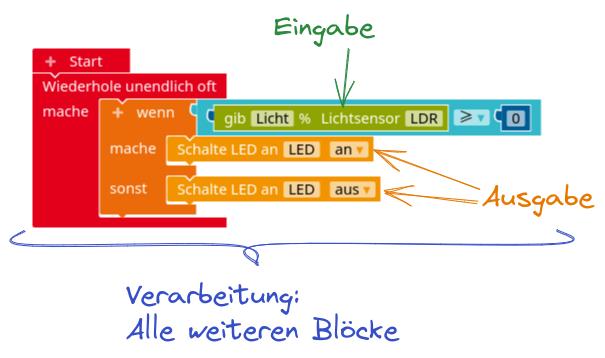 Eingabe
+ Start
Wiederhole unendlich oft
mache + wenn gib Licht % Lichtsensor LDR ≥ 0
mache Schalte LED an LED an
sonst Schalte LED an LED aus
Ausgabe
Verarbeitung:
Alle weiteren Blöcke